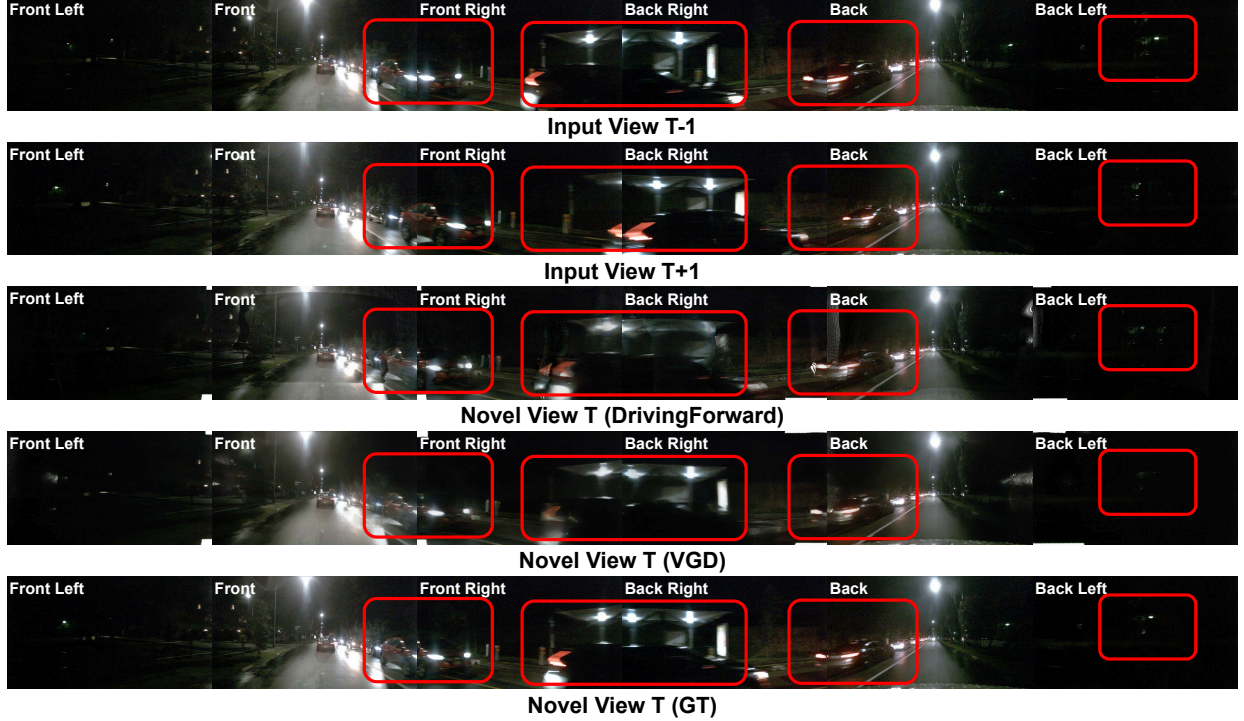 Front Left Front Front Right Back Right Back Back Left
Input View T-1
Front Left Front Front Right Back Right Back Back Left
Input View T+1
Front Left Front Front Right Back Right Back Back Left
Novel View T (DrivingForward)
Front Left Front Front Right Back Right Back Back Left
Novel View T (VGD)
Front Left Front Front Right Back Right Back Back Left
Novel View T (GT)